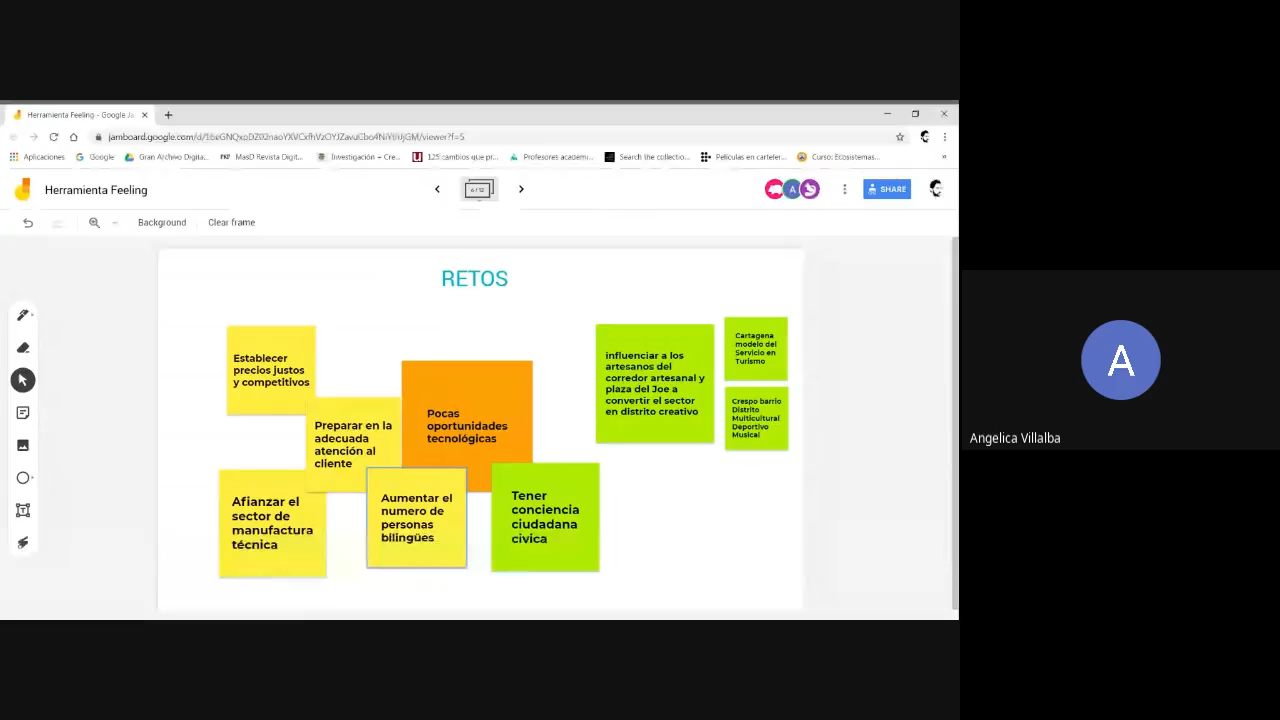 Herramienta Feeling - Google Ja
Aplicaciones
Google
Gran Archivo Digita...
MasD Revista Digit...
Investigación + Cre...
125 cambios que pr...
Profesores academi...
Search the collectio...
Películas en carteler...
Curso: Ecosistemas...
Herramienta Feeling
6 / 12
A
SHARE
Background
Clear frame
RETOS
Establecer
precios justos
y competitivos
Preparar en la
adecuada
atención al
cliente
Pocas
oportunidades
tecnológicas
influenciar a los
artesanos del
corredor artesanal y
plaza del Joe a
convertir el sector
en distrito creativo
Cartagena
modelo del
Servicio en
Turismo
Crespo barrio
Distrito
Multicultural
Deportivo
Musical
Afianzar el
sector de
manufactura
técnica
Aumentar el
numero de
personas
bilingües
Tener
conciencia
ciudadana
civica
A
Angelica Villalba